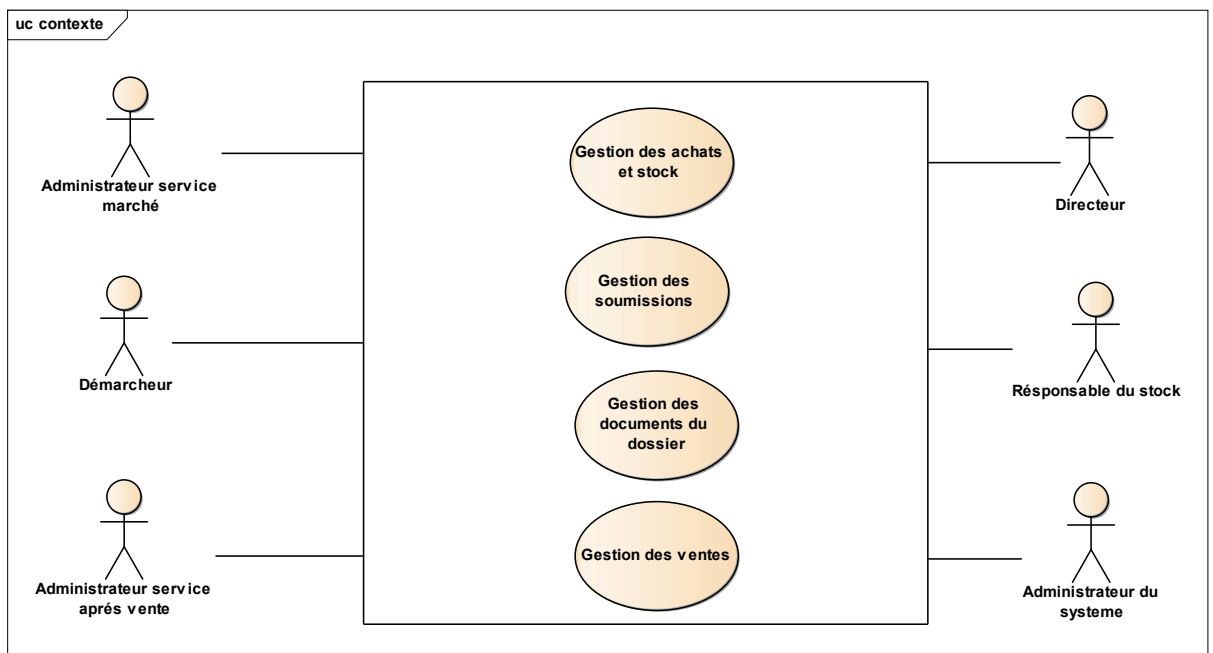 uc contexte
Administrateur service
marché
Démarcheur
Administrateur service
aprés vente
Gestion des achats
et stock
Gestion des
soumissions
Gestion des
documents du
dossier
Gestion des ventes
Directeur
Résponsable du stock
Administrateur du
systeme